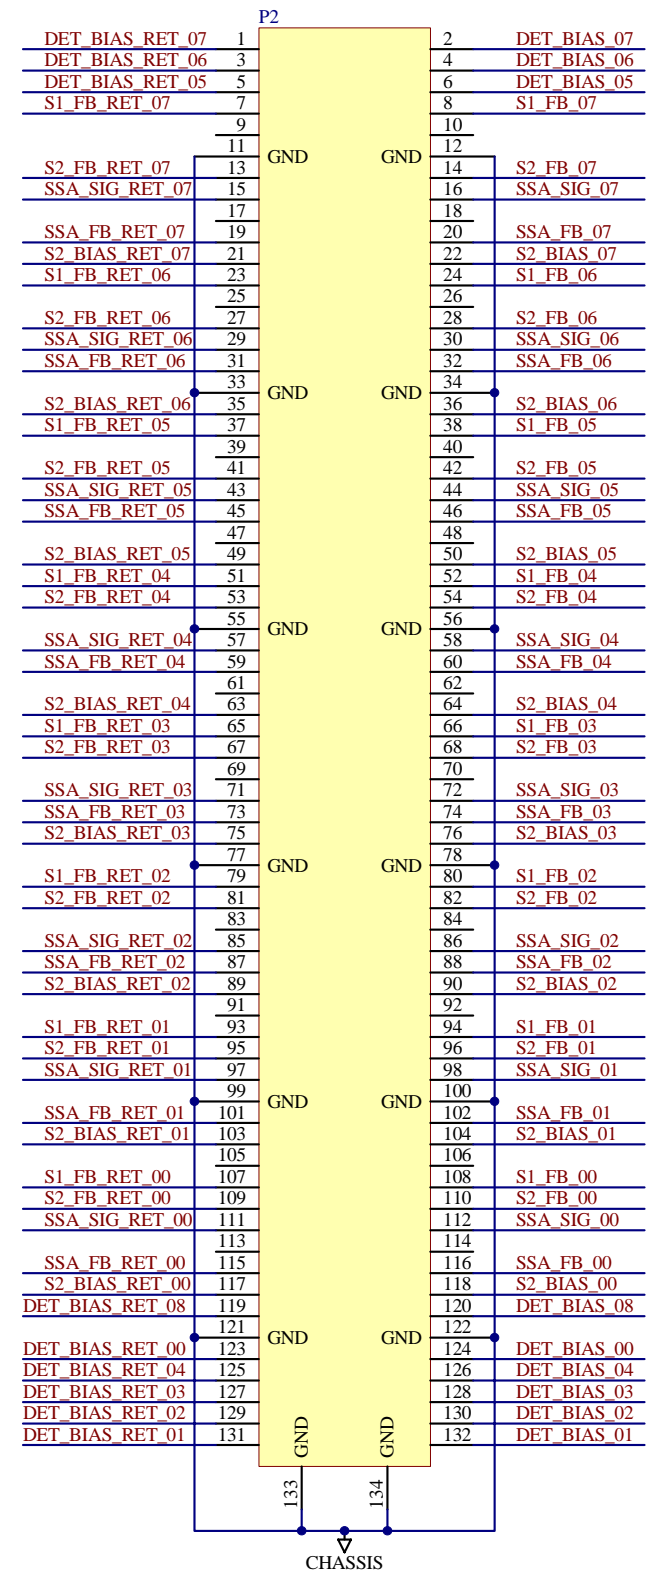 P2
DET_BIAS_RET_07 1 2 DET_BIAS_07
DET_BIAS_RET_06 3 4 DET_BIAS_06
DET_BIAS_RET_05 5 6 DET_BIAS_05
S1_FB_RET_07 7 8 S1_FB_07
9 10
11 GND GND 12
S2_FB_RET_07 13 14 S2_FB_07
SSA_SIG_RET_07 15 16 SSA_SIG_07
17 18
SSA_FB_RET_07 19 20 SSA_FB_07
S2_BIAS_RET_07 21 22 S2_BIAS_07
S1_FB_RET_06 23 24 S1_FB_06
25 26
S2_FB_RET_06 27 28 S2_FB_06
SSA_SIG_RET_06 29 30 SSA_SIG_06
SSA_FB_RET_06 31 32 SSA_FB_06
33 GND GND 34
S2_BIAS_RET_06 35 36 S2_BIAS_06
S1_FB_RET_05 37 38 S1_FB_05
39 40
S2_FB_RET_05 41 42 S2_FB_05
SSA_SIG_RET_05 43 44 SSA_SIG_05
SSA_FB_RET_05 45 46 SSA_FB_05
47 48
S2_BIAS_RET_05 49 50 S2_BIAS_05
S1_FB_RET_04 51 52 S1_FB_04
S2_FB_RET_04 53 54 S2_FB_04
55 GND GND 56
SSA_SIG_RET_04 57 58 SSA_SIG_04
SSA_FB_RET_04 59 60 SSA_FB_04
61 62
S2_BIAS_RET_04 63 64 S2_BIAS_04
S1_FB_RET_03 65 66 S1_FB_03
S2_FB_RET_03 67 68 S2_FB_03
69 70
SSA_SIG_RET_03 71 72 SSA_SIG_03
SSA_FB_RET_03 73 74 SSA_FB_03
S2_BIAS_RET_03 75 76 S2_BIAS_03
77 GND GND 78
S1_FB_RET_02 79 80 S1_FB_02
S2_FB_RET_02 81 82 S2_FB_02
83 84
SSA_SIG_RET_02 85 86 SSA_SIG_02
SSA_FB_RET_02 87 88 SSA_FB_02
S2_BIAS_RET_02 89 90 S2_BIAS_02
91 92
S1_FB_RET_01 93 94 S1_FB_01
S2_FB_RET_01 95 96 S2_FB_01
SSA_SIG_RET_01 97 98 SSA_SIG_01
99 GND GND 100
SSA_FB_RET_01 101 102 SSA_FB_01
S2_BIAS_RET_01 103 104 S2_BIAS_01
105 106
S1_FB_RET_00 107 108 S1_FB_00
S2_FB_RET_00 109 110 S2_FB_00
SSA_SIG_RET_00 111 112 SSA_SIG_00
113 114
SSA_FB_RET_00 115 116 SSA_FB_00
S2_BIAS_RET_00 117 118 S2_BIAS_00
DET_BIAS_RET_08 119 120 DET_BIAS_08
121 GND GND 122
DET_BIAS_RET_00 123 124 DET_BIAS_00
DET_BIAS_RET_04 125 126 DET_BIAS_04
DET_BIAS_RET_03 127 128 DET_BIAS_03
DET_BIAS_RET_02 129 130 DET_BIAS_02
DET_BIAS_RET_01 131 132 DET_BIAS_01
GND GND
133 134
CHASSIS